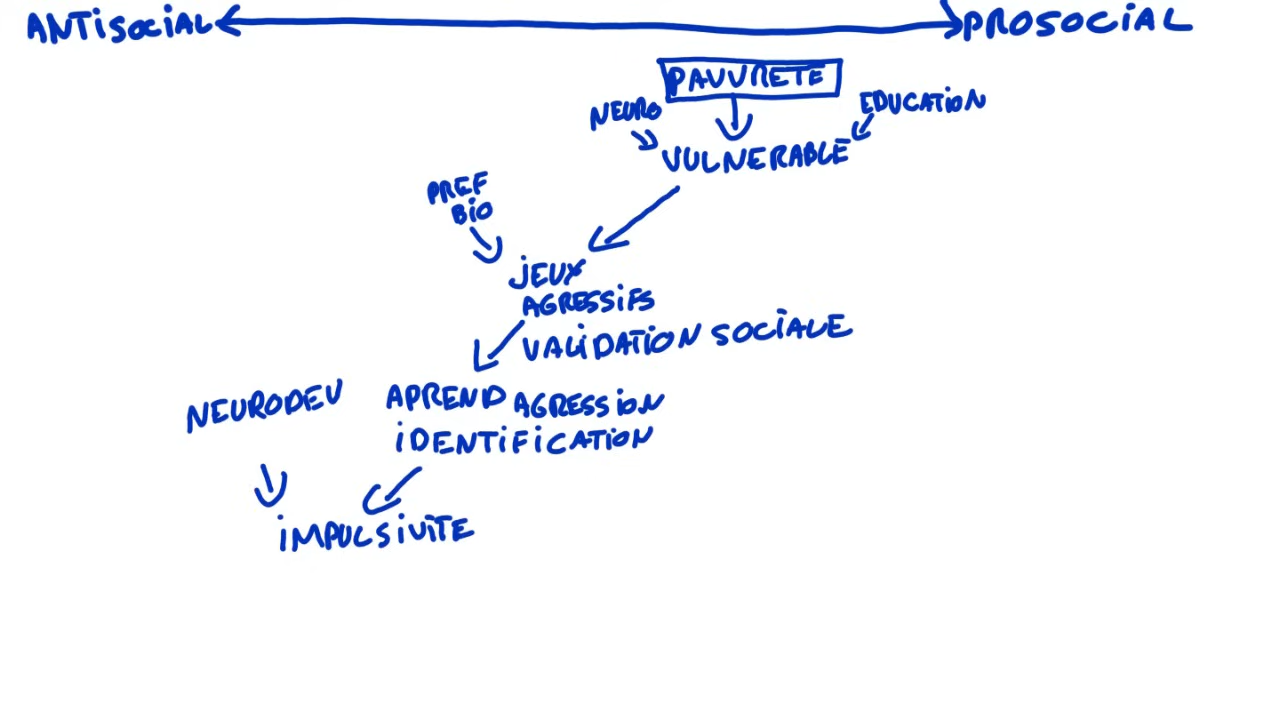 ANTISOCIAL PROSOCIAL
PAUVRETE
NEURO EDUCATION
VULNERABLE
PREF
BIO
JEUX
AGRESSIFS
VALIDATION SOCIALE
NEURODEV APREND AGRESSION
IDENTIFICATION
IMPULSIVITE